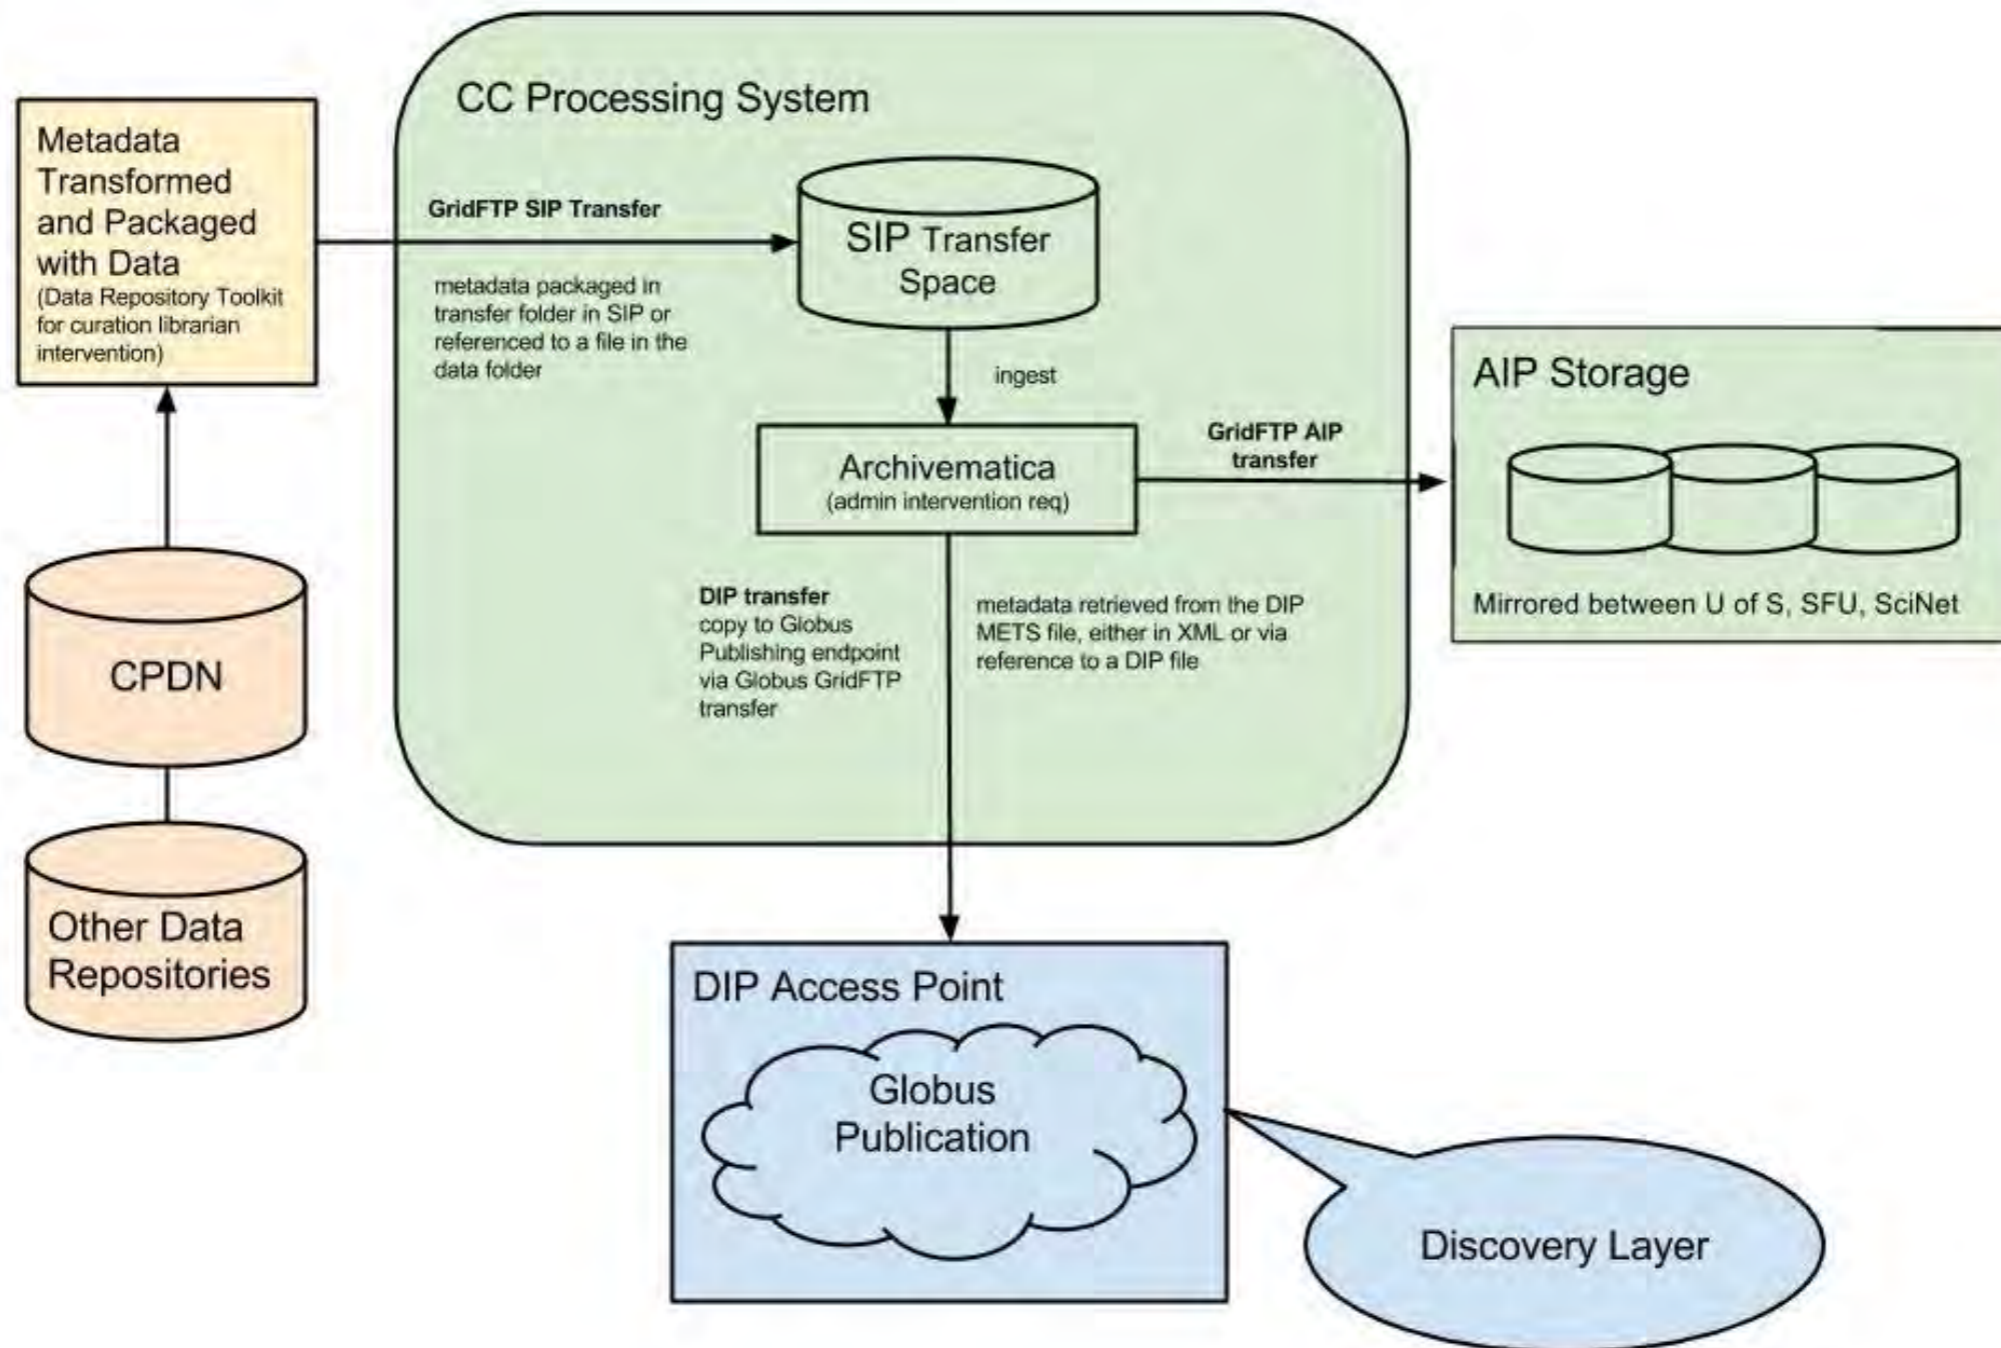 CC Processing System
Metadata
Transformed
and Packaged
with Data
(Data Repository Toolkit
for curation librarian
intervention)
GridFTP SIP Transfer
metadata packaged in
transfer folder in SIP or
referenced to a file in the
data folder
SIP Transfer
Space
ingest
Archivematica
(admin intervention req)
GridFTP AIP
transfer
AIP Storage
Mirrored between U of S, SFU, SciNet
DIP transfer
copy to Globus
Publishing endpoint
via Globus GridFTP
transfer
metadata retrieved from the DIP
METS file, either in XML or via
reference to a DIP file
CPDN
Other Data
Repositories
DIP Access Point
Globus
Publication
Discovery Layer